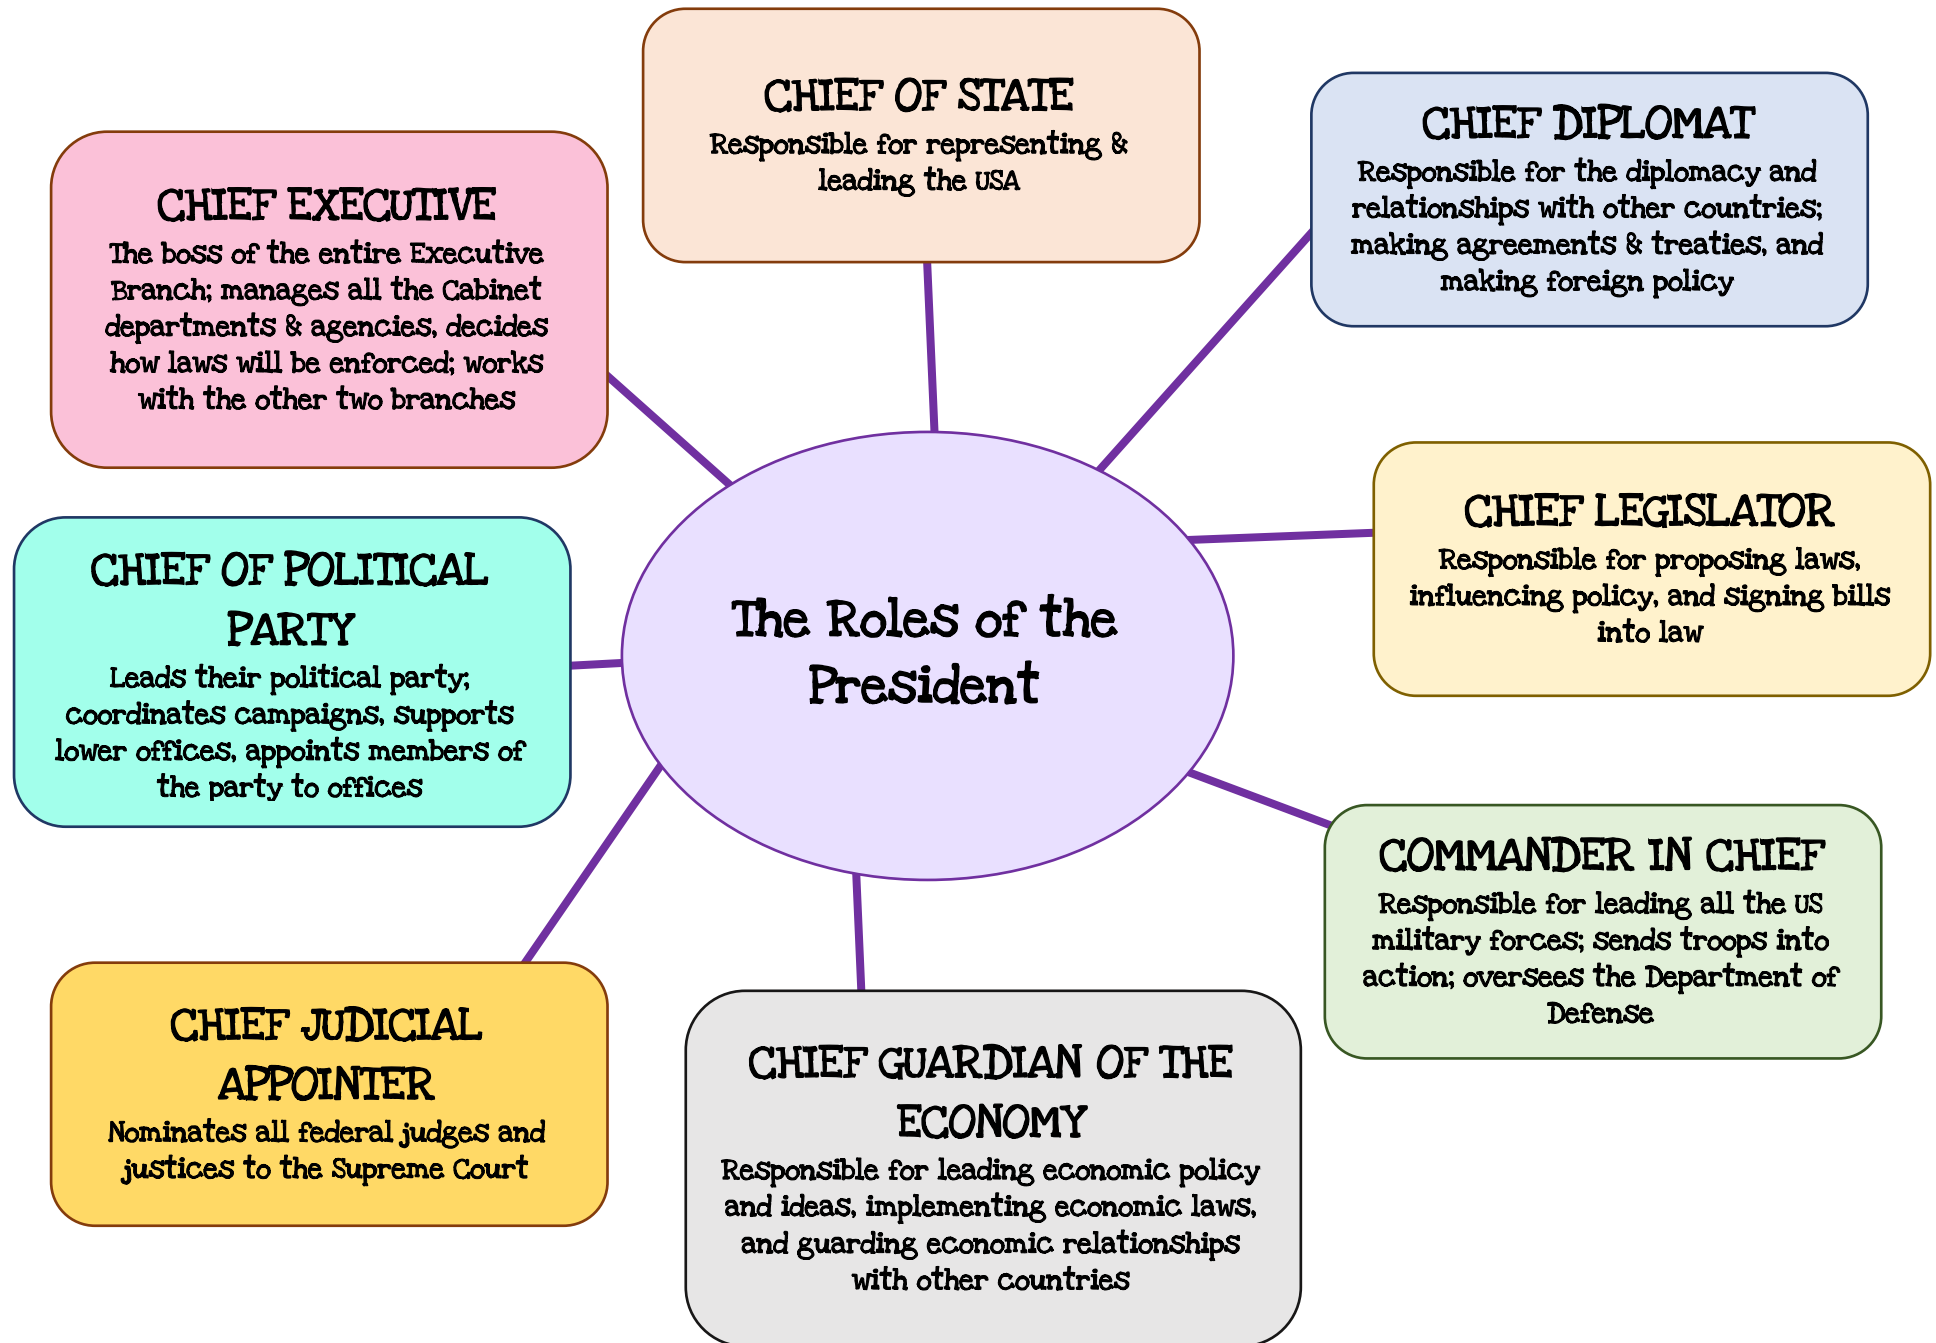 CHIEF OF STATE
Responsible for representing &
leading the USA
CHIEF DIPLOMAT
Responsible for the diplomacy and
relationships with other countries;
making agreements & treaties, and
making foreign policy
CHIEF EXECUTIVE
The boss of the entire Executive
Branch; manages all the Cabinet
departments & agencies, decides
how laws will be enforced; works
with the other two branches
CHIEF LEGISLATOR
Responsible for proposing laws,
influencing policy, and signing bills
into law
CHIEF OF POLITICAL
PARTY
Leads their political party;
coordinates campaigns, supports
lower offices, appoints members of
the party to offices
The Roles of the
President
COMMANDER IN CHIEF
Responsible for leading all the US
military forces; sends troops into
action; oversees the Department of
Defense
CHIEF JUDICIAL
APPOINTER
Nominates all federal judges and
justices to the Supreme Court
CHIEF GUARDIAN OF THE
ECONOMY
Responsible for leading economic policy
and ideas, implementing economic laws,
and guarding economic relationships
with other countries